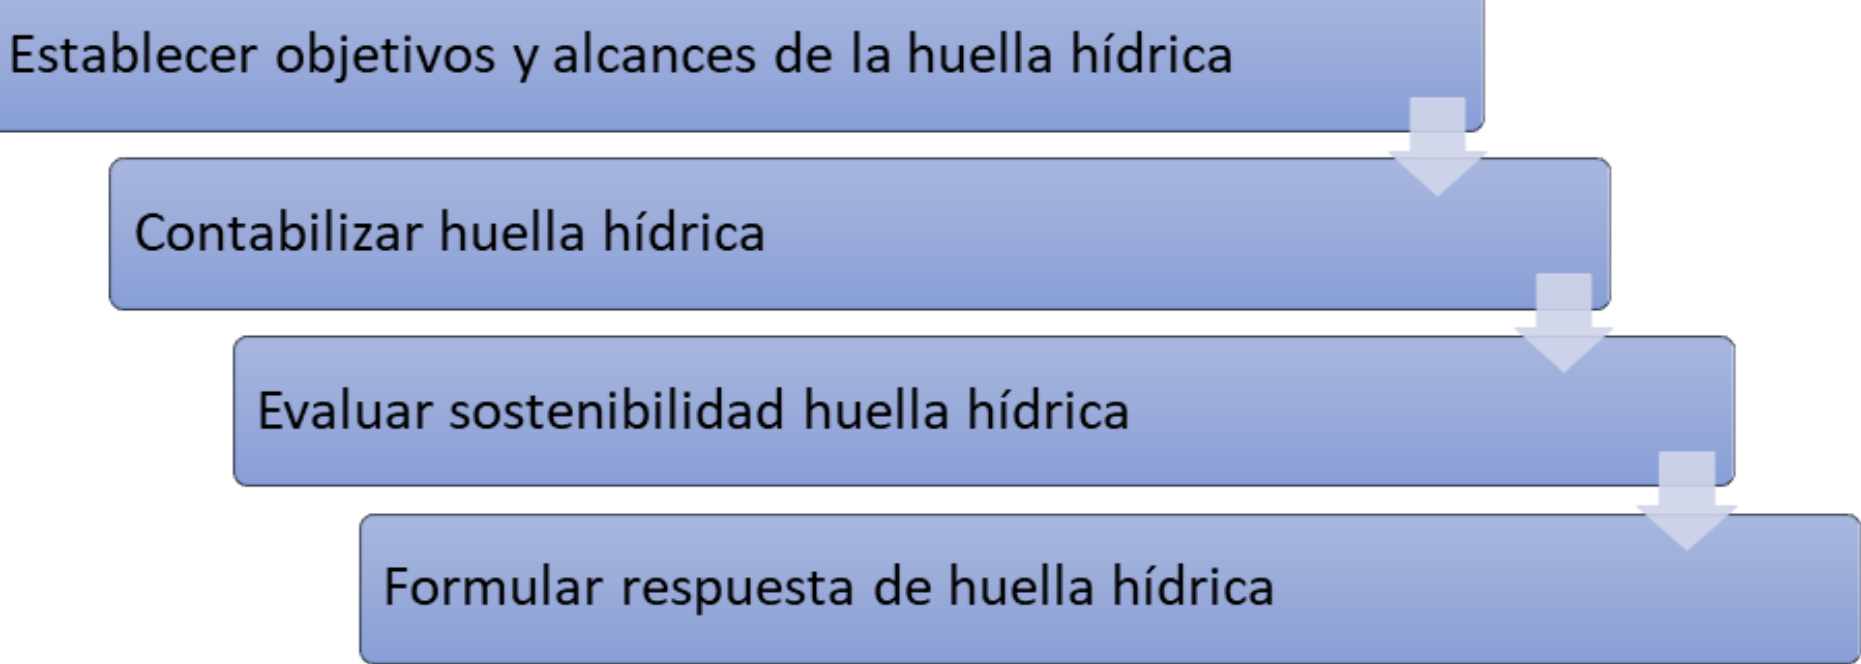 Establecer objetivos y alcances de la huella hídrica
Contabilizar huella hídrica
Evaluar sostenibilidad huella hídrica
Formular respuesta de huella hídrica